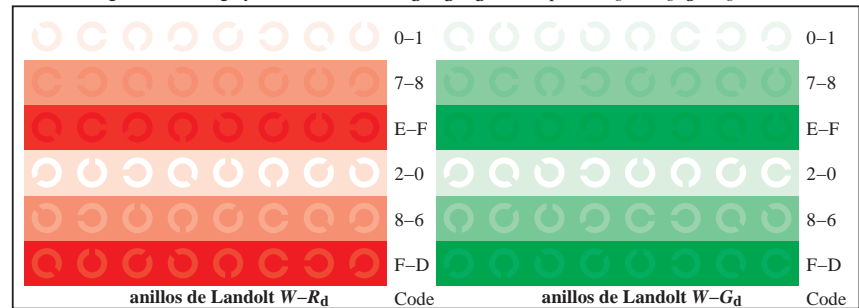 0–1 0–1
7–8 7–8
E–F E–F
2–0 2–0
8–6 8–6
F–D F–D
anillos de Landolt W–Rd Code anillos de Landolt W–Gd Code